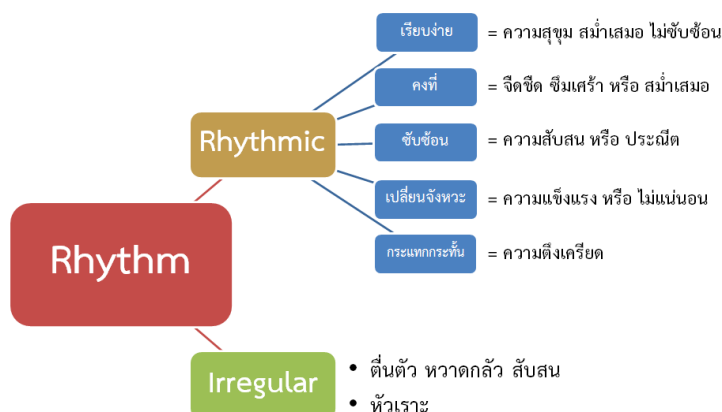 Rhythm
Rhythmic
เรียบง่าย = ความสุขุม สม่ำเสมอ ไม่ซับซ้อน
คงที่ = จืดชืด ซึมเศร้า หรือ สม่ำเสมอ
ซับซ้อน = ความสับสน หรือ ประณีต
เปลี่ยนจังหวะ = ความแข็งแรง หรือ ไม่แน่นอน
กระแทกกระทั้น = ความตึงเครียด
Irregular
• ตื่นตัว หวาดกลัว สับสน
• หัวเราะ